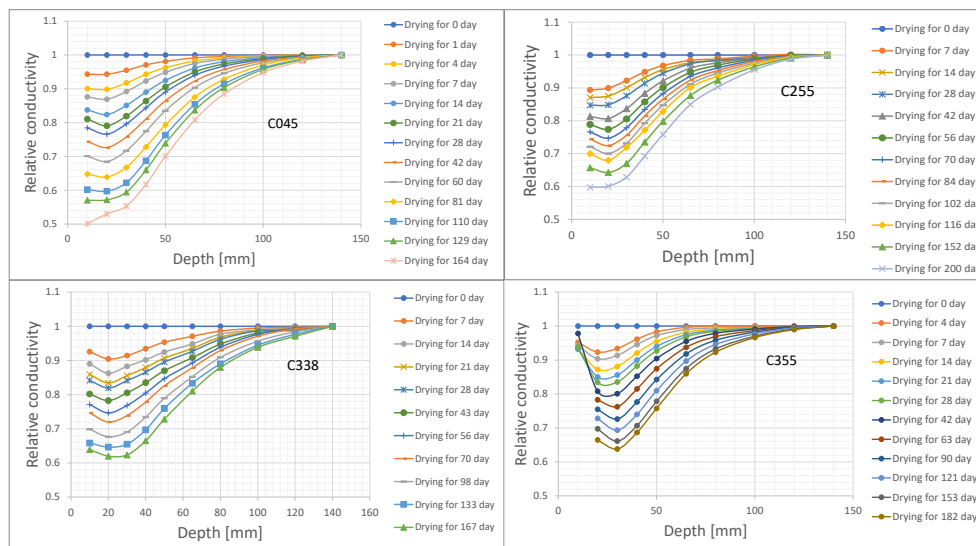 1.1
1
0.9
0.8
0.7
0.6
0.5
0 50 100 150
Relative conductivity
Depth [mm]
C045
Drying for 0 day
Drying for 1 day
Drying for 4 day
Drying for 7 day
Drying for 14 day
Drying for 21 day
Drying for 28 day
Drying for 42 day
Drying for 60 day
Drying for 81 day
Drying for 110 day
Drying for 129 day
Drying for 164 day
1.1
1
0.9
0.8
0.7
0.6
0.5
0 50 100 150
Relative conductivity
Depth [mm]
C255
Drying for 0 day
Drying for 7 day
Drying for 14 day
Drying for 28 day
Drying for 42 day
Drying for 56 day
Drying for 70 day
Drying for 84 day
Drying for 102 day
Drying for 116 day
Drying for 152 day
Drying for 200 day
1.1
1
0.9
0.8
0.7
0.6
0.5
0 20 40 60 80 100 120 140 160
Relative conductivity
Depth [mm]
C338
Drying for 0 day
Drying for 7 day
Drying for 14 day
Drying for 21 day
Drying for 28 day
Drying for 43 day
Drying for 56 day
Drying for 70 day
Drying for 98 day
Drying for 133 day
Drying for 167 day
1.1
1
0.9
0.8
0.7
0.6
0.5
0 50 100 150
Relative conductivity
Depth [mm]
C355
Drying for 0 day
Drying for 4 day
Drying for 7 day
Drying for 14 day
Drying for 21 day
Drying for 28 day
Drying for 42 day
Drying for 63 day
Drying for 90 day
Drying for 121 day
Drying for 153 day
Drying for 182 day